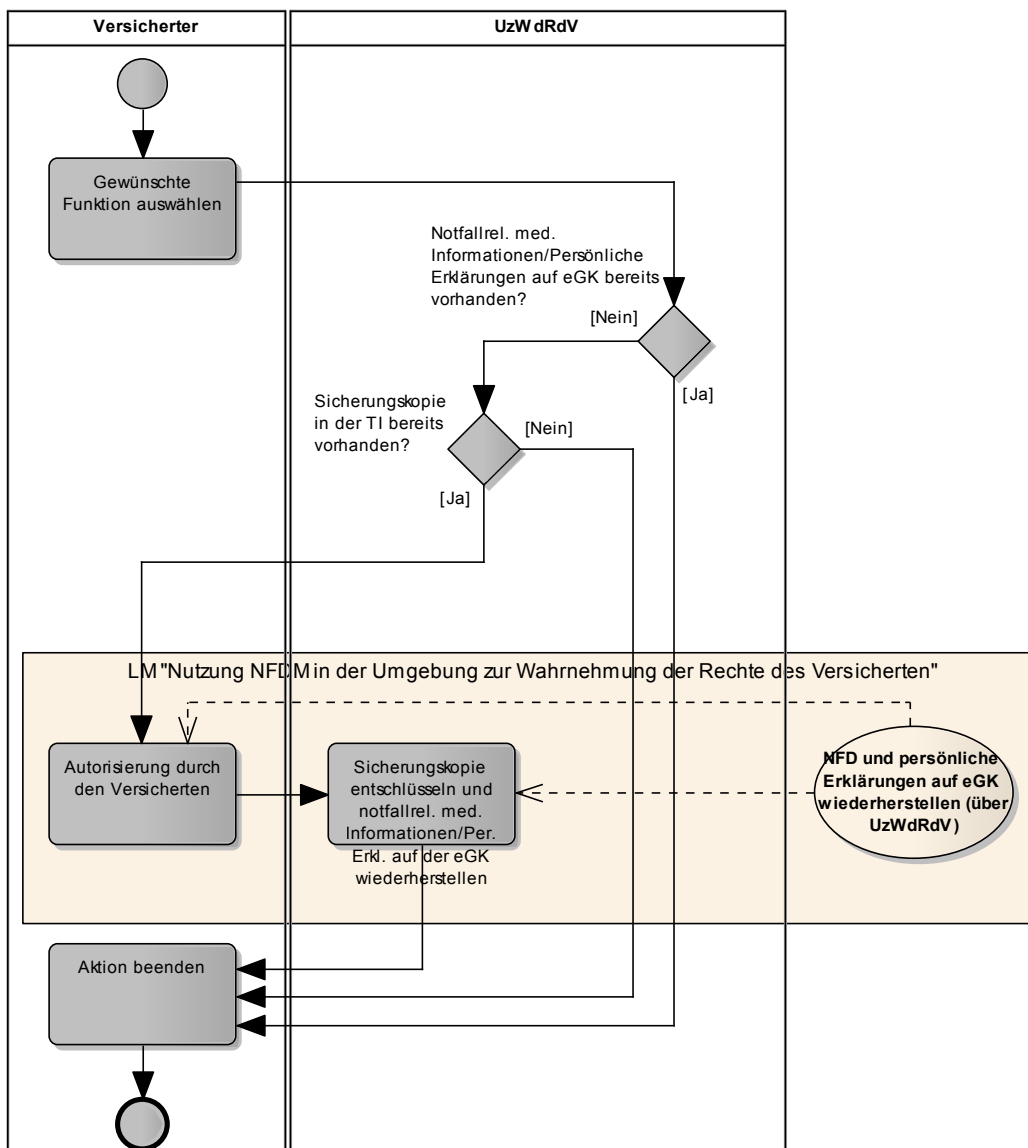 Versicherter
UzWdRdV
Gewünschte
Funktion auswählen
Notfallrel. med.
Informationen/Persönliche
Erklärungen auf eGK bereits
vorhanden?
[Nein]
[Ja]
Sicherungskopie
in der TI bereits
vorhanden?
[Nein]
[Ja]
LM "Nutzung NFDM in der Umgebung zur Wahrnehmung der Rechte des Versicherten"
Autorisierung durch
den Versicherten
Sicherungskopie
entschlüsseln und
notfallrel. med.
Informationen/Per.
Erkl. auf der eGK
wiederherstellen
NFD und persönliche
Erklärungen auf eGK
wiederherstellen (über
UzWdRdV)
Aktion beenden